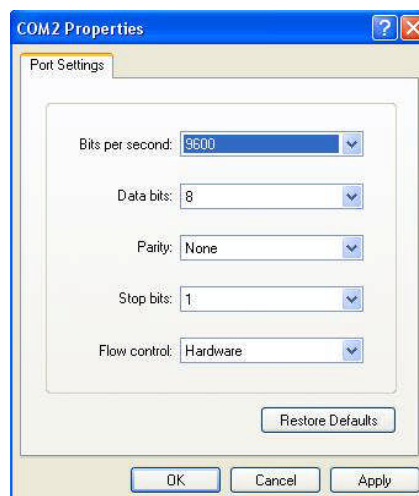 COM2 Properties
Port Settings
Bits per second: 9600
Data bits: 8
Parity: None
Stop bits: 1
Flow control: Hardware
Restore Defaults
OK Cancel Apply